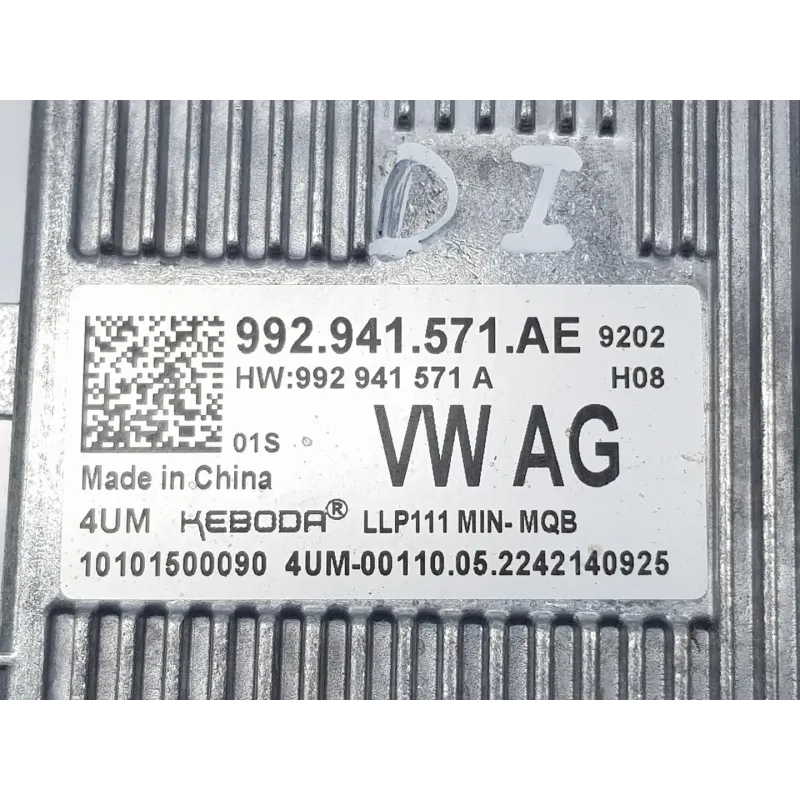 DI
992.941.571.AE 9202
HW:992 941 571 A H08
01S VW AG
Made in China
4UM KEBODA® LLP111 MIN- MQB
10101500090 4UM-00110.05.2242140925